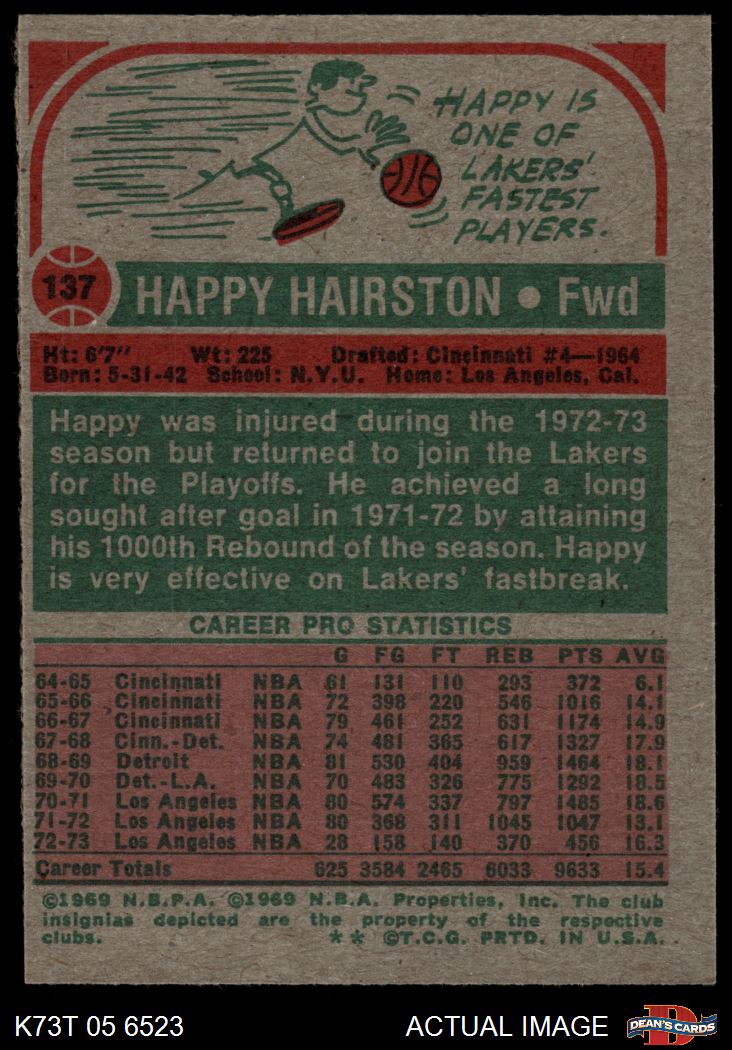 HAPPY IS
ONE OF
LAKERS'
FASTEST
PLAYERS.
137
HAPPY HAIRSTON • Fwd
Ht: 6'7" Wt: 225 Drafted: Cincinnati #4—1964
Born: 5-31-42 School: N.Y.U. Home: Los Angeles, Cal.
Happy was injured during the 1972-73
season but returned to join the Lakers
for the Playoffs. He achieved a long
sought after goal in 1971-72 by attaining
his 1000th Rebound of the season. Happy
is very effective on Lakers' fastbreak.
CAREER PRO STATISTICS
G FG FT REB PTS AVG
64-65 Cincinnati NBA 61 131 110 293 372 6.1
65-66 Cincinnati NBA 72 398 220 546 1016 14.1
66-67 Cincinnati NBA 79 461 252 631 1174 14.9
67-68 Cinn.-Det. NBA 74 481 365 617 1327 17.9
68-69 Detroit NBA 81 530 404 959 1464 18.1
69-70 Det.-L.A. NBA 70 483 326 775 1292 18.5
70-71 Los Angeles NBA 80 574 337 797 1485 18.6
71-72 Los Angeles NBA 80 368 311 1045 1047 13.1
72-73 Los Angeles NBA 28 158 140 370 456 16.3
Career Totals 625 3584 2465 6033 9633 15.4
©1969 N.B.P.A. ©1969 N.B.A. Properties, Inc. The club
insignias depicted are the property of the respective
clubs. ** ©T.C.G. PRTD. IN U.S.A.
K73T 05 6523 ACTUAL IMAGE DEAN'S CARDS